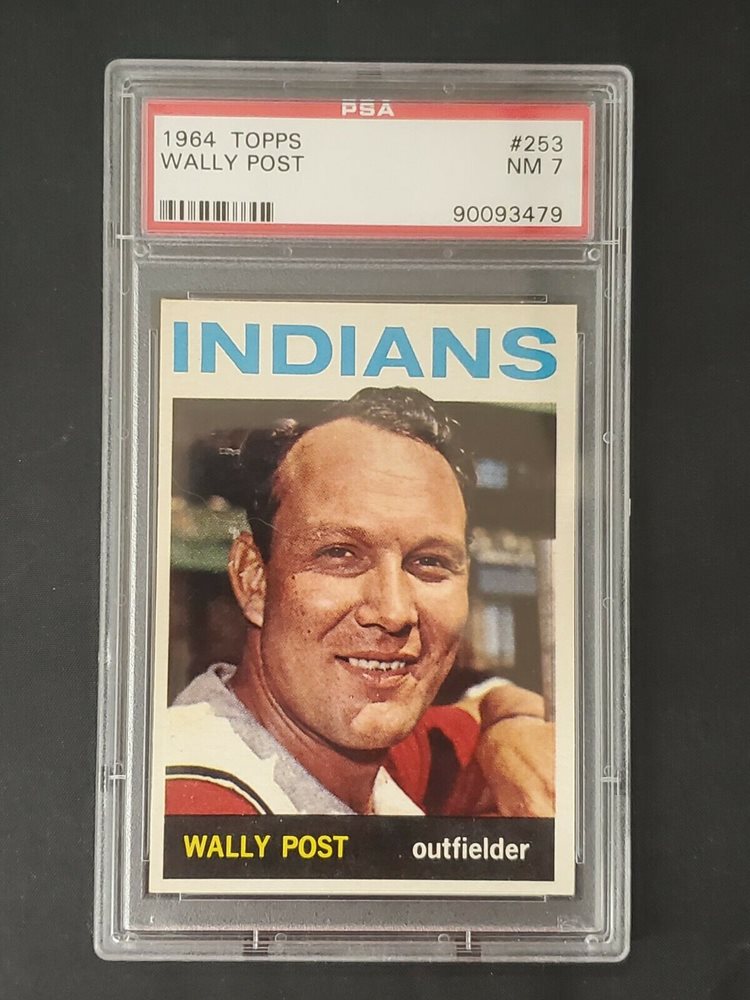 PSA
1964 TOPPS #253
WALLY POST NM 7
90093479
INDIANS
WALLY POST outfielder